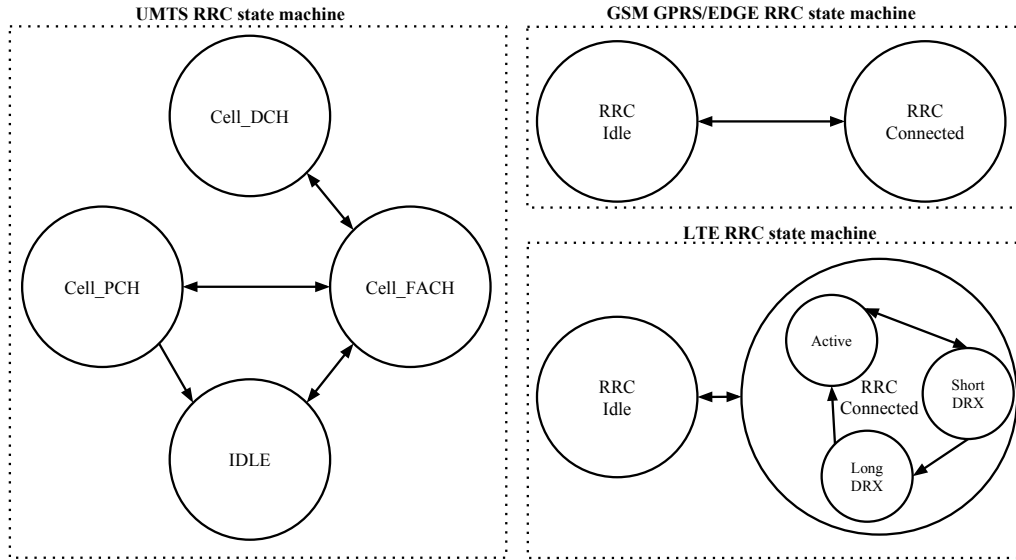 UMTS RRC state machine
Cell_DCH
Cell_PCH
Cell_FACH
IDLE
GSM GPRS/EDGE RRC state machine
RRC
Idle
RRC
Connected
LTE RRC state machine
RRC
Idle
Active
RRC
Connected
Short
DRX
Long
DRX